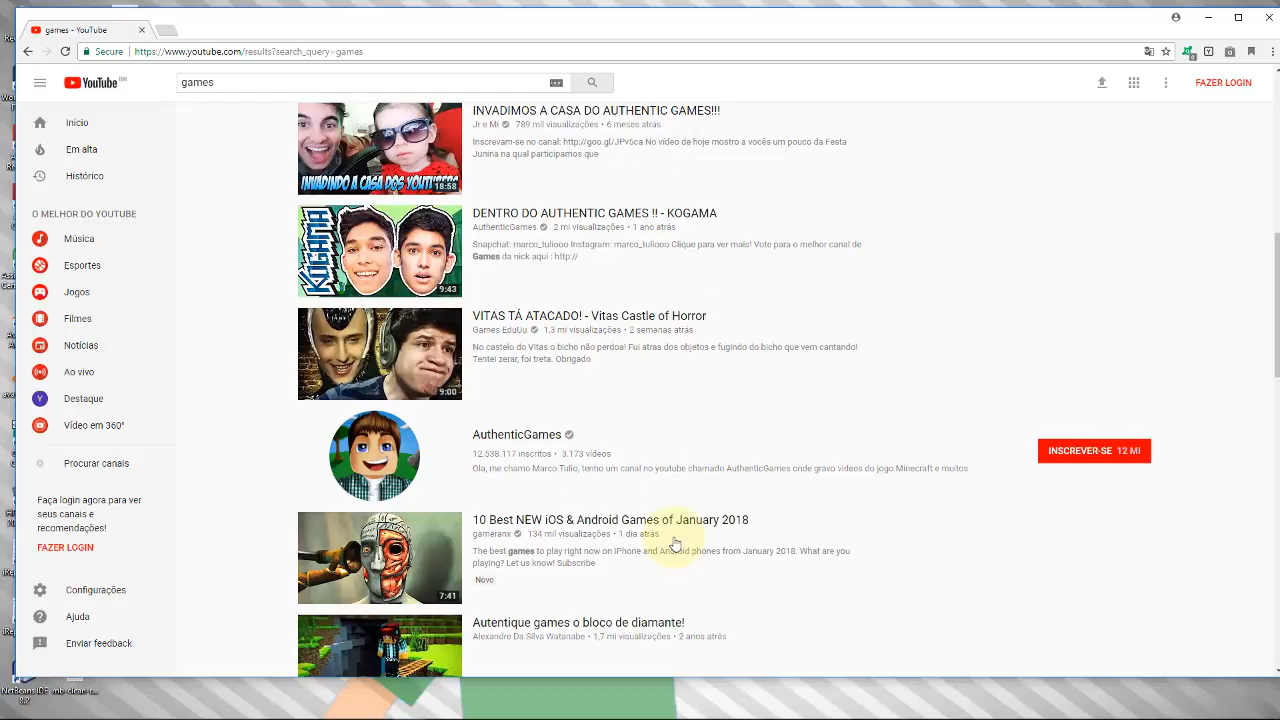 games - YouTube
Secure https://www.youtube.com/results?search_query=games
YouTube BR
games
FAZER LOGIN
Início
Em alta
Histórico
O MELHOR DO YOUTUBE
Música
Esportes
Jogos
Filmes
Notícias
Ao vivo
Y Destaque
Vídeo em 360°
Procurar canais
Faça login agora para ver
seus canais e
recomendações!
FAZER LOGIN
Configurações
Ajuda
Enviar feedback
INVADINDO A CASA DOS YOUTUBERS
18:58
INVADIMOS A CASA DO AUTHENTIC GAMES!!!
Jr e Mi • 789 mil visualizações • 6 meses atrás
Inscrevam-se no canal: http://goo.gl/JPv5ca No vídeo de hoje mostro a vocês um pouco da Festa
Junina na qual participamos que
KOGAMA
9:43
DENTRO DO AUTHENTIC GAMES !! - KOGAMA
AuthenticGames • 2 mi visualizações • 1 ano atrás
Snapchat: marco_tuliooo Instagram: marco_tuliooo Clique para ver mais! Vote para o melhor canal de
Games da nick aqui : http://
9:00
VITAS TÁ ATACADO! - Vitas Castle of Horror
Games EduUu • 1,3 mi visualizações • 2 semanas atrás
No castelo do Vitas o bicho não perdoa! Fui atras dos objetos e fugindo do bicho que vem cantando!
Tentei zerar, foi treta. Obrigado
AuthenticGames
12.538.117 inscritos • 3.173 vídeos
Ola, me chamo Marco Tulio, tenho um canal no youtube chamado AuthenticGames onde gravo videos do jogo Minecraft e muitos
INSCREVER-SE 12 MI
7:41
10 Best NEW iOS & Android Games of January 2018
gameranx • 134 mil visualizações • 1 dia atrás
The best games to play right now on iPhone and Android phones from January 2018. What are you
playing? Let us know! Subscribe
Novo
Autentique games o bloco de diamante!
Alexandre Da Silva Watanabe • 1,7 mi visualizações • 2 anos atrás
NetBeans IDE
8.2